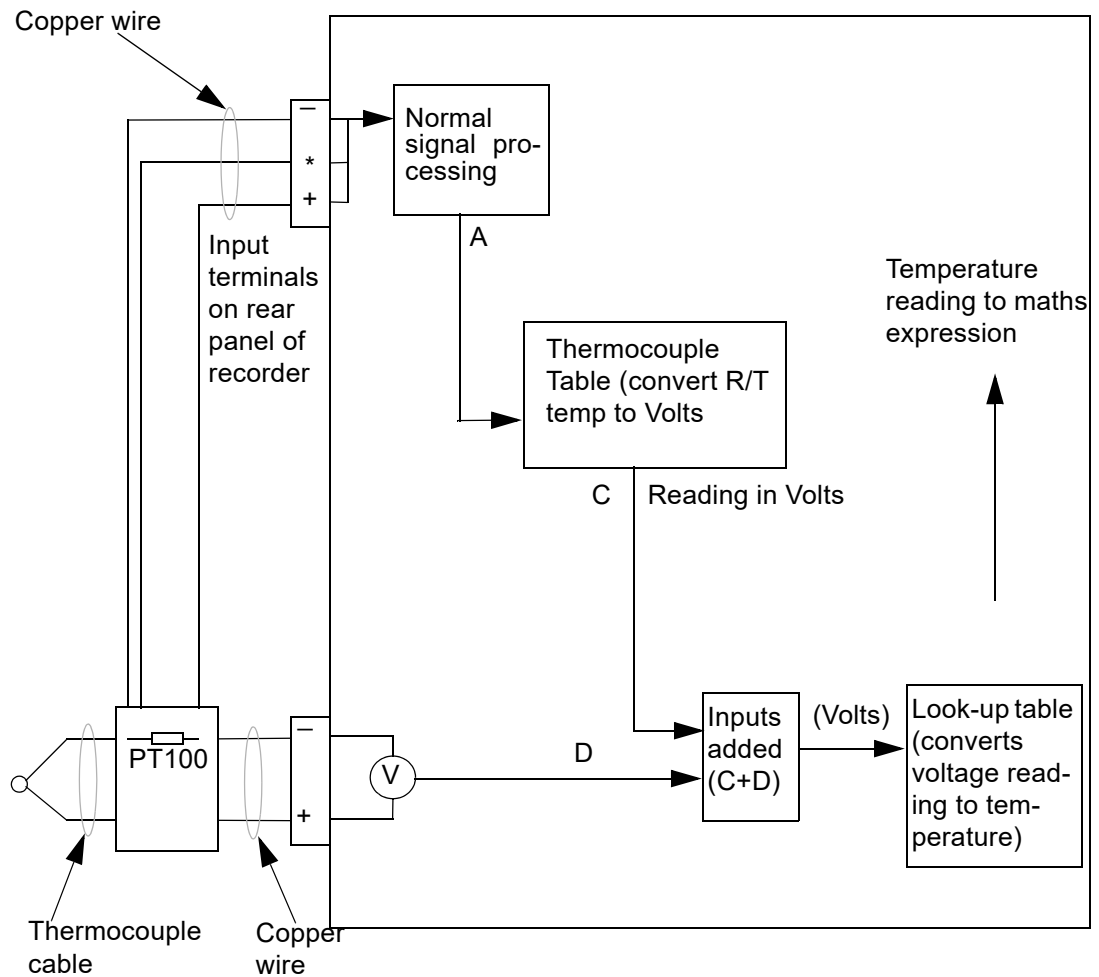 Copper wire
–
*
+
Normal
signal pro-
cessing
A
Input
terminals
on rear
panel of
recorder
Temperature
reading to maths
expression
Thermocouple
Table (convert R/T
temp to Volts
C
Reading in Volts
PT100
–
+
V
D
Inputs
added
(C+D)
(Volts)
Look-up table
(converts
voltage read-
ing to tem-
perature)
Thermocouple
cable
Copper
wire